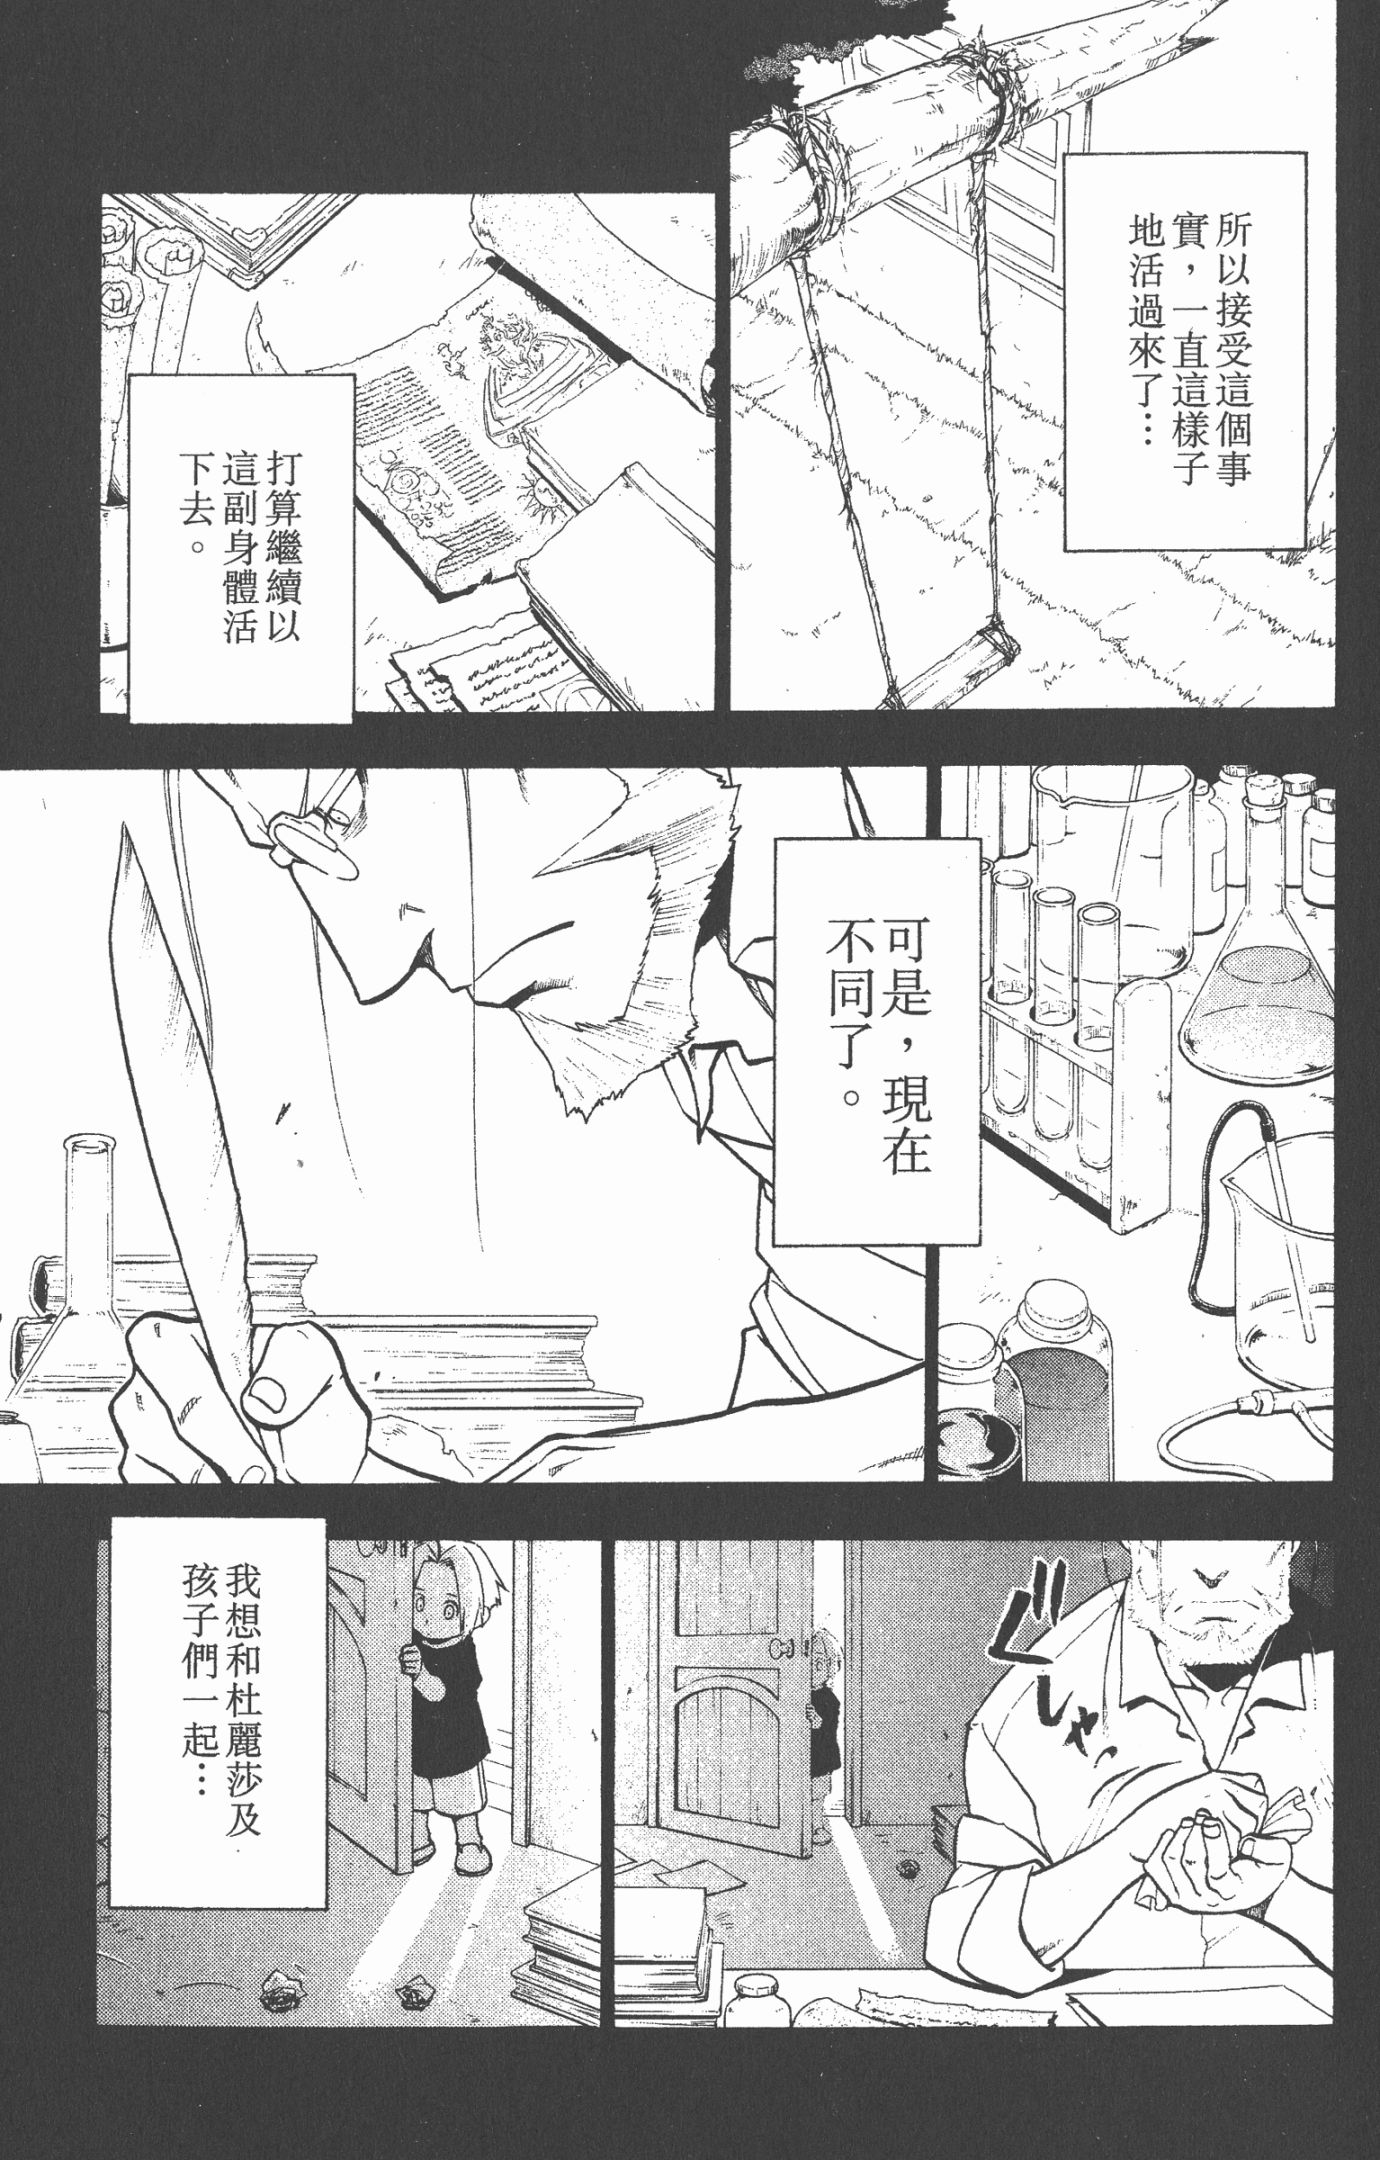 所以接受這個事
實，一直這樣子
地活過來了…
打算繼續以
這副身體活
下去。
可是，現在
不同了。
ぐ
しゃっ
我想和杜麗莎及
孩子們一起…